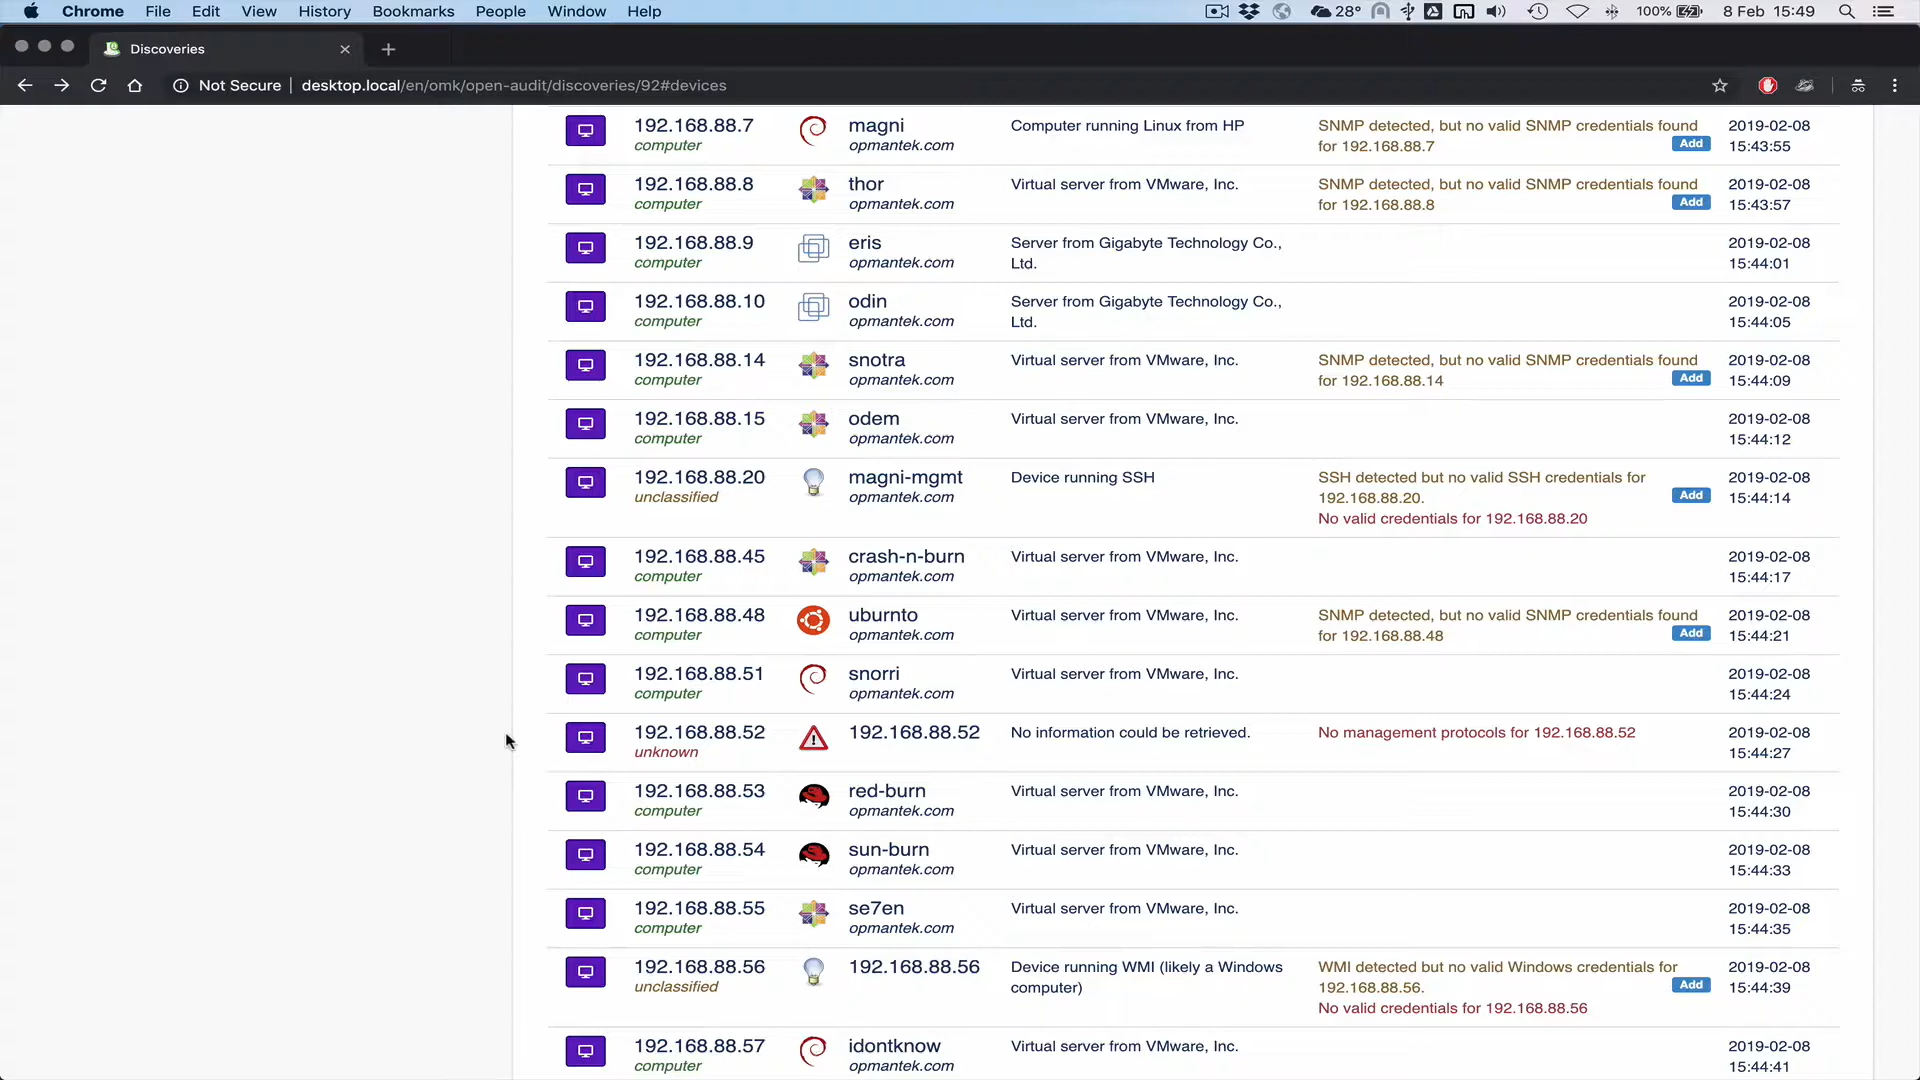 Chrome File Edit View History Bookmarks People Window Help 28° 100% 8 Feb 15:49
Discoveries
Not Secure | desktop.local/en/omk/open-audit/discoveries/92#devices
192.168.88.7 magni Computer running Linux from HP SNMP detected, but no valid SNMP credentials found 2019-02-08
computer opmantek.com for 192.168.88.7 Add 15:43:55
192.168.88.8 thor Virtual server from VMware, Inc. SNMP detected, but no valid SNMP credentials found 2019-02-08
computer opmantek.com for 192.168.88.8 Add 15:43:57
192.168.88.9 eris Server from Gigabyte Technology Co., 2019-02-08
computer opmantek.com Ltd. 15:44:01
192.168.88.10 odin Server from Gigabyte Technology Co., 2019-02-08
computer opmantek.com Ltd. 15:44:05
192.168.88.14 snotra Virtual server from VMware, Inc. SNMP detected, but no valid SNMP credentials found 2019-02-08
computer opmantek.com for 192.168.88.14 Add 15:44:09
192.168.88.15 odem Virtual server from VMware, Inc. 2019-02-08
computer opmantek.com 15:44:12
192.168.88.20 magni-mgmt Device running SSH SSH detected but no valid SSH credentials for 2019-02-08
unclassified opmantek.com 192.168.88.20. Add 15:44:14
No valid credentials for 192.168.88.20
192.168.88.45 crash-n-burn Virtual server from VMware, Inc. 2019-02-08
computer opmantek.com 15:44:17
192.168.88.48 uburnto Virtual server from VMware, Inc. SNMP detected, but no valid SNMP credentials found 2019-02-08
computer opmantek.com for 192.168.88.48 Add 15:44:21
192.168.88.51 snorri Virtual server from VMware, Inc. 2019-02-08
computer opmantek.com 15:44:24
192.168.88.52 192.168.88.52 No information could be retrieved. No management protocols for 192.168.88.52 2019-02-08
unknown 15:44:27
192.168.88.53 red-burn Virtual server from VMware, Inc. 2019-02-08
computer opmantek.com 15:44:30
192.168.88.54 sun-burn Virtual server from VMware, Inc. 2019-02-08
computer opmantek.com 15:44:33
192.168.88.55 se7en Virtual server from VMware, Inc. 2019-02-08
computer opmantek.com 15:44:35
192.168.88.56 192.168.88.56 Device running WMI (likely a Windows WMI detected but no valid Windows credentials for 2019-02-08
unclassified computer) 192.168.88.56. Add 15:44:39
No valid credentials for 192.168.88.56
192.168.88.57 idontknow Virtual server from VMware, Inc. 2019-02-08
computer opmantek.com 15:44:41